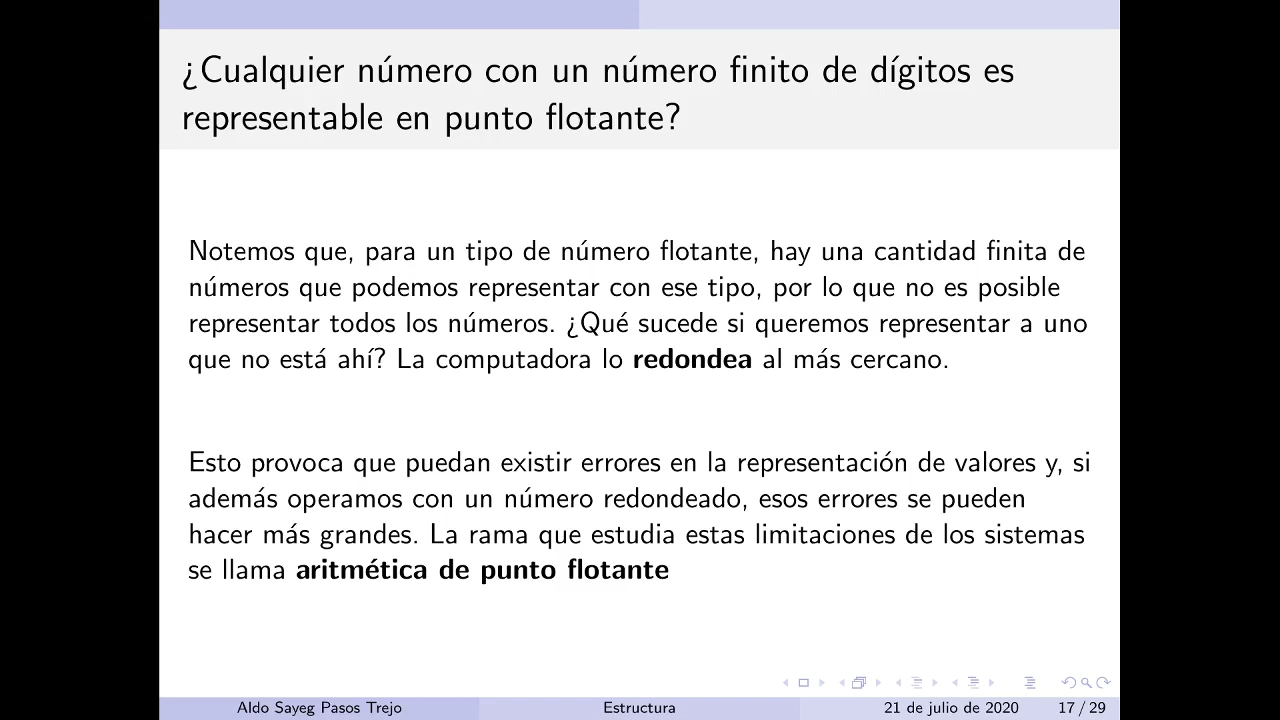 ¿Cualquier número con un número finito de dígitos es
representable en punto flotante?
Notemos que, para un tipo de número flotante, hay una cantidad finita de
números que podemos representar con ese tipo, por lo que no es posible
representar todos los números. ¿Qué sucede si queremos representar a uno
que no está ahí? La computadora lo redondea al más cercano.
Esto provoca que puedan existir errores en la representación de valores y, si
además operamos con un número redondeado, esos errores se pueden
hacer más grandes. La rama que estudia estas limitaciones de los sistemas
se llama aritmética de punto flotante
Aldo Sayeg Pasos Trejo Estructura 21 de julio de 2020 17 / 29